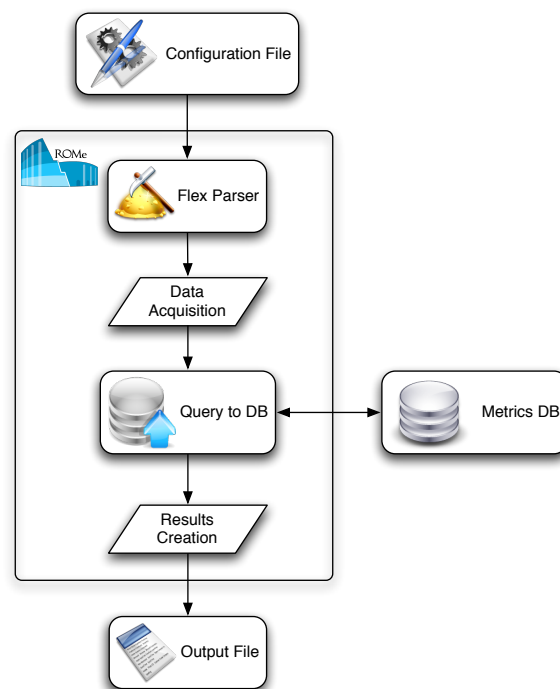 Configuration File
ROMe
Flex Parser
Data
Acquisition
Query to DB
Metrics DB
Results
Creation
Output File